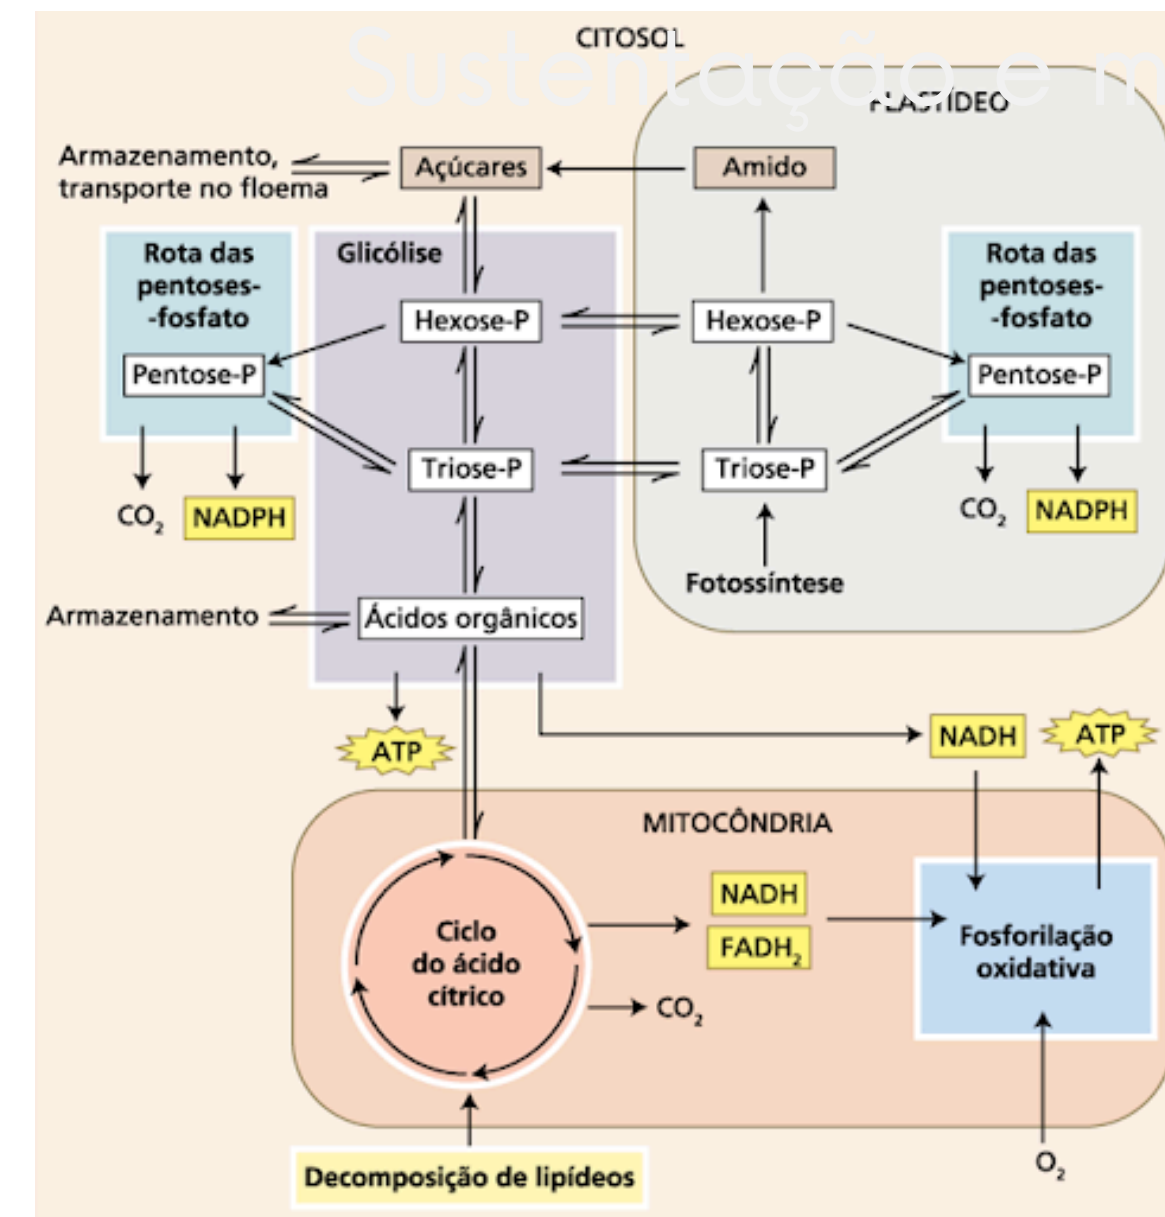 CITOSOL
Sustentação e m
PLASTÍDEO
Armazenamento,
transporte no floema
Açúcares
Amido
Rota das
pentoses-
-fosfato
Glicólise
Rota das
pentoses-
-fosfato
Hexose-P
Hexose-P
Pentose-P
Pentose-P
Triose-P
Triose-P
CO₂
NADPH
CO₂
NADPH
Fotossíntese
Armazenamento
Ácidos orgânicos
ATP
NADH
ATP
MITOCÔNDRIA
NADH
FADH₂
Ciclo
do ácido
cítrico
Fosforilação
oxidativa
CO₂
Decomposição de lipídeos
O₂